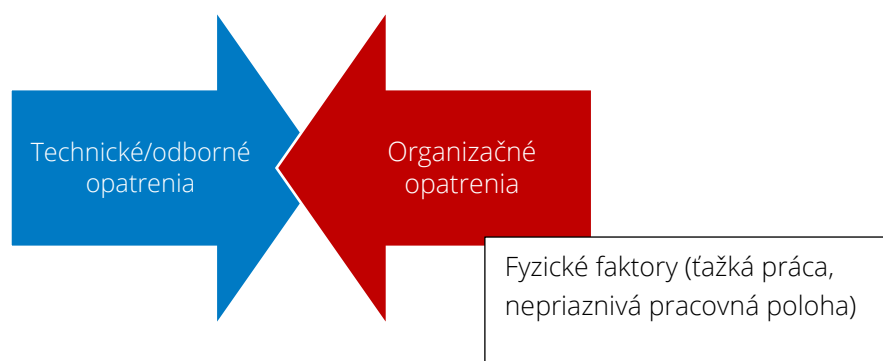 Technické/odborné
opatrenia
Organizačné
opatrenia
Fyzické faktory (ťažká práca,
nepriaznivá pracovná poloha)